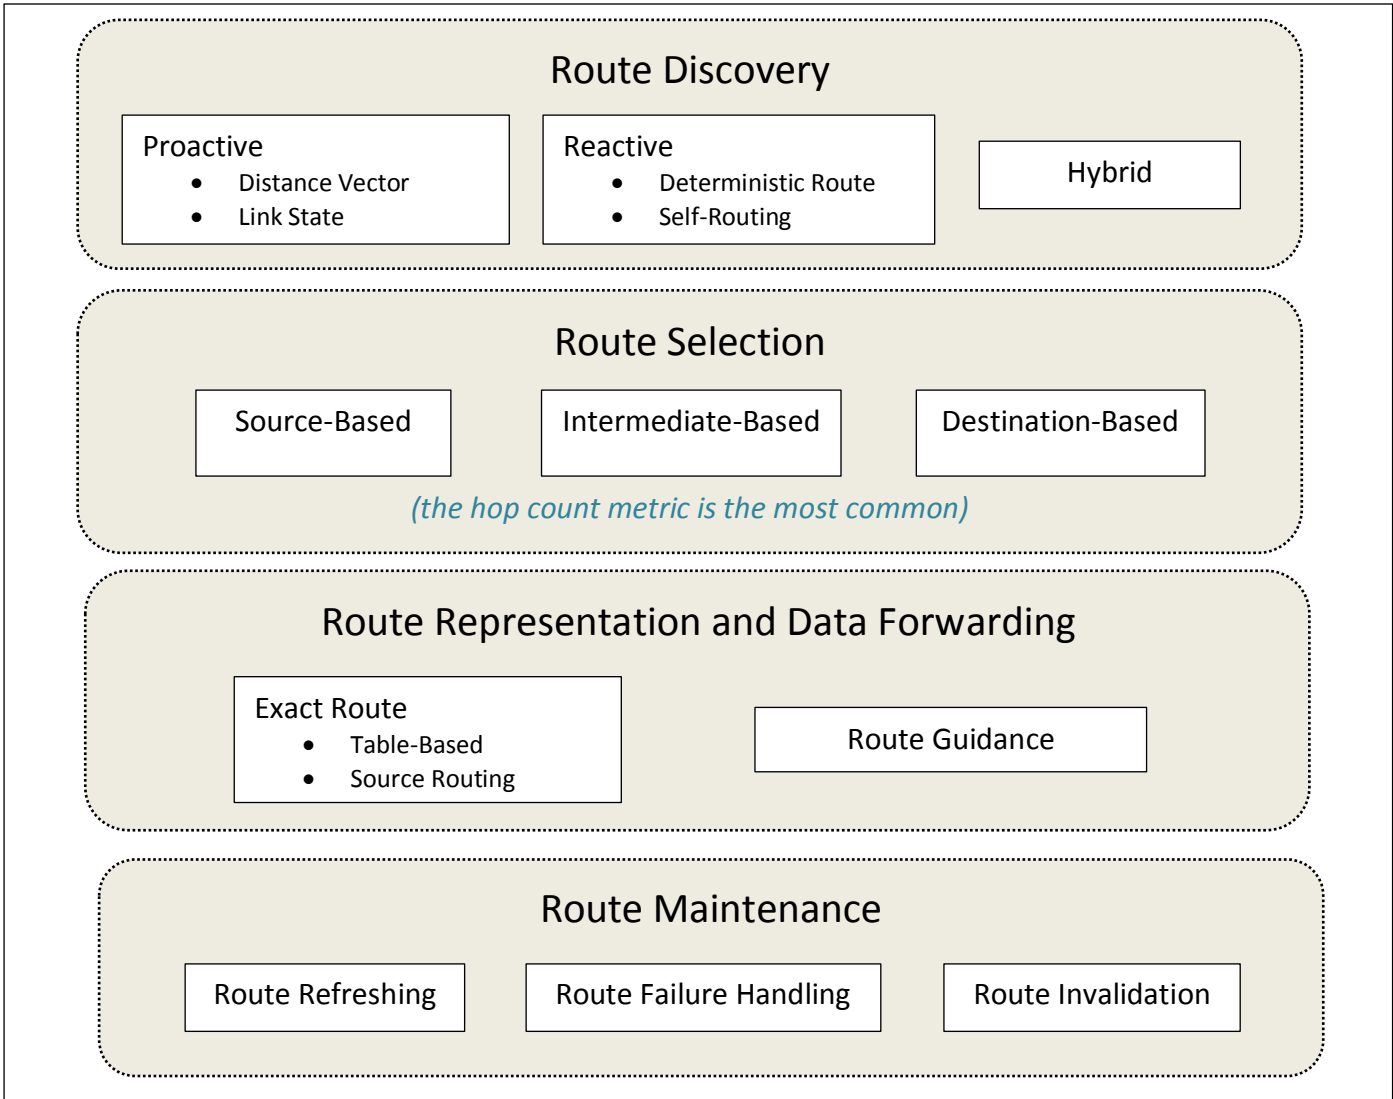 Route Discovery
Proactive
• Distance Vector
• Link State
Reactive
• Deterministic Route
• Self-Routing
Hybrid
Route Selection
Source-Based
Intermediate-Based
Destination-Based
(the hop count metric is the most common)
Route Representation and Data Forwarding
Exact Route
• Table-Based
• Source Routing
Route Guidance
Route Maintenance
Route Refreshing
Route Failure Handling
Route Invalidation